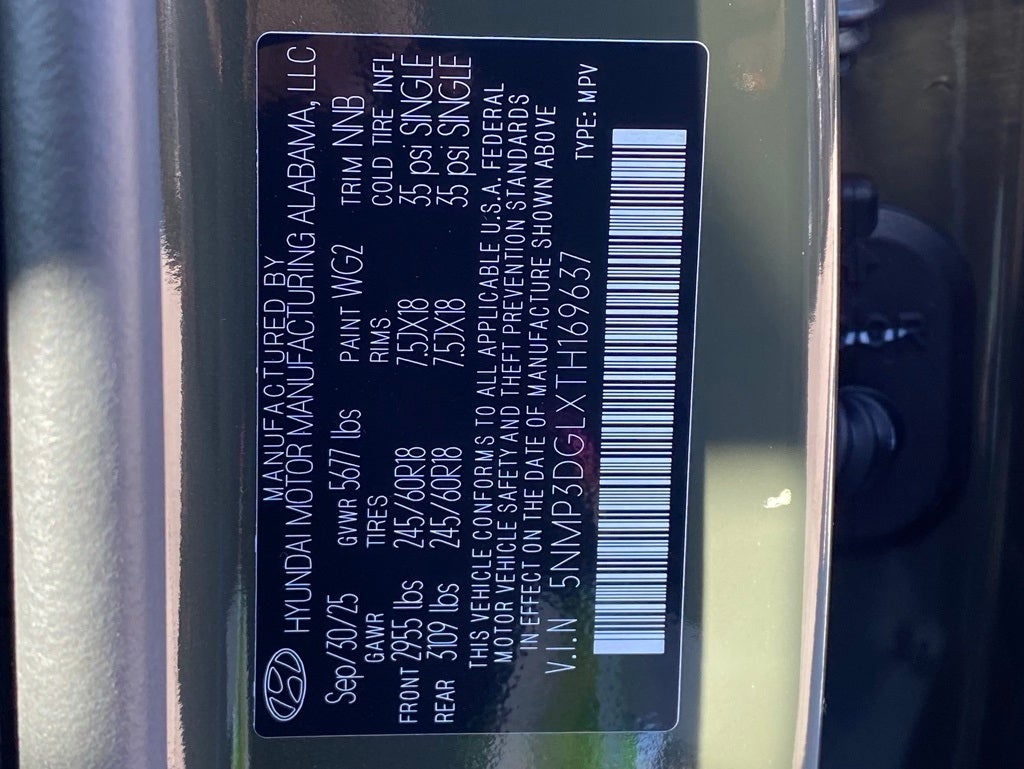 MANUFACTURED BY
HYUNDAI MOTOR MANUFACTURING ALABAMA, LLC
Sep/30/25 GVWR 5677 lbs PAINT WG2 TRIM NNB
GAWR TIRES RIMS COLD TIRE INFL
FRONT 2955 lbs 245/60R18 7.5JX18 35 psi SINGLE
REAR 3109 lbs 245/60R18 7.5JX18 35 psi SINGLE
THIS VEHICLE CONFORMS TO ALL APPLICABLE U.S.A. FEDERAL
MOTOR VEHICLE SAFETY AND THEFT PREVENTION STANDARDS
IN EFFECT ON THE DATE OF MANUFACTURE SHOWN ABOVE
V.I.N 5NMP3DGLXTH169637 TYPE: MPV